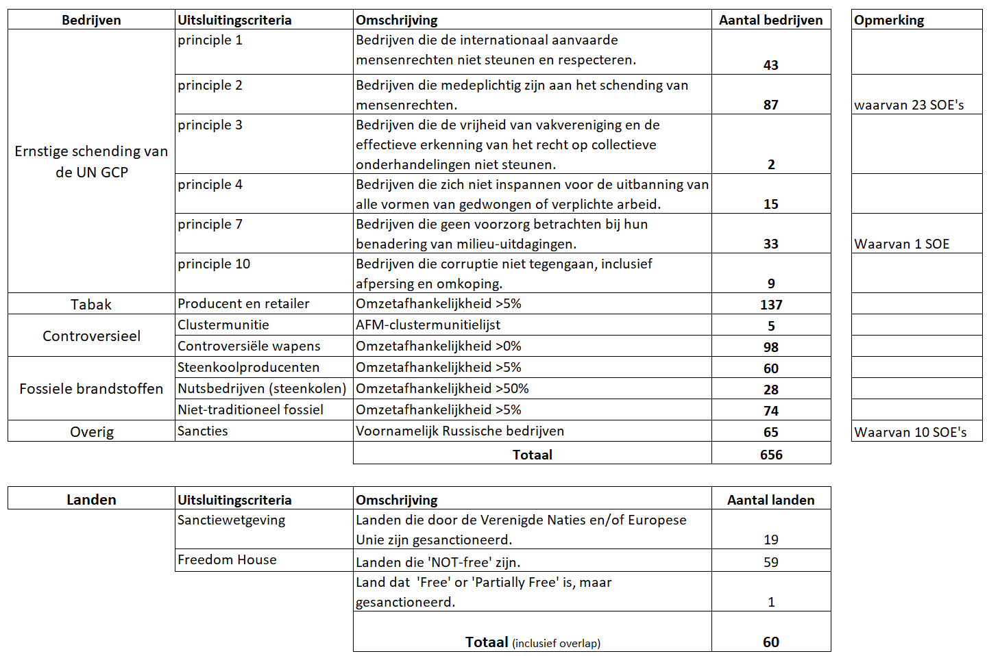 Bedrijven Uitsluitingscriteria Omschrijving Aantal bedrijven Opmerking
Ernstige schending van
de UN GCP
principle 1 Bedrijven die de internationaal aanvaarde
mensenrechten niet steunen en respecteren. 43
principle 2 Bedrijven die medeplichtig zijn aan het schending van
mensenrechten. 87 waarvan 23 SOE's
principle 3 Bedrijven die de vrijheid van vakvereniging en de
effectieve erkenning van het recht op collectieve
onderhandelingen niet steunen. 2
principle 4 Bedrijven die zich niet inspannen voor de uitbanning van
alle vormen van gedwongen of verplichte arbeid. 15
principle 7 Bedrijven die geen voorzorg betrachten bij hun
benadering van milieu-uitdagingen. 33 Waarvan 1 SOE
principle 10 Bedrijven die corruptie niet tegengaan, inclusief
afpersing en omkoping. 9
Tabak Producent en retailer Omzetafhankelijkheid >5% 137
Controversieel
Clustermunitie AFM-clustermunitielijst 5
Controversiële wapens Omzetafhankelijkheid >0% 98
Fossiele brandstoffen
Steenkoolproducenten Omzetafhankelijkheid >5% 60
Nutsbedrijven (steenkolen) Omzetafhankelijkheid >50% 28
Niet-traditioneel fossiel Omzetafhankelijkheid >5% 74
Overig Sancties Voornamelijk Russische bedrijven 65 Waarvan 10 SOE's
Totaal 656
Landen Uitsluitingscriteria Omschrijving Aantal landen
Sanctiewetgeving Landen die door de Verenigde Naties en/of Europese
Unie zijn gesanctioneerd. 19
Freedom House Landen die 'NOT-free' zijn. 59
Land dat 'Free' or 'Partially Free' is, maar
gesanctioneerd. 1
Totaal (inclusief overlap) 60